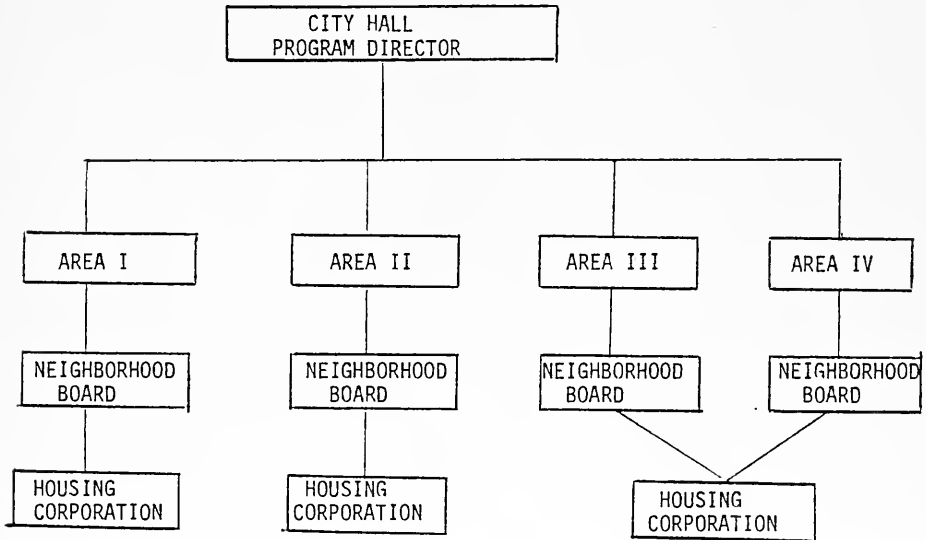 CITY HALL
PROGRAM DIRECTOR
AREA I
AREA II
AREA III
AREA IV
NEIGHBORHOOD
BOARD
NEIGHBORHOOD
BOARD
NEIGHBORHOOD
BOARD
NEIGHBORHOOD
BOARD
HOUSING
CORPORATION
HOUSING
CORPORATION
HOUSING
CORPORATION